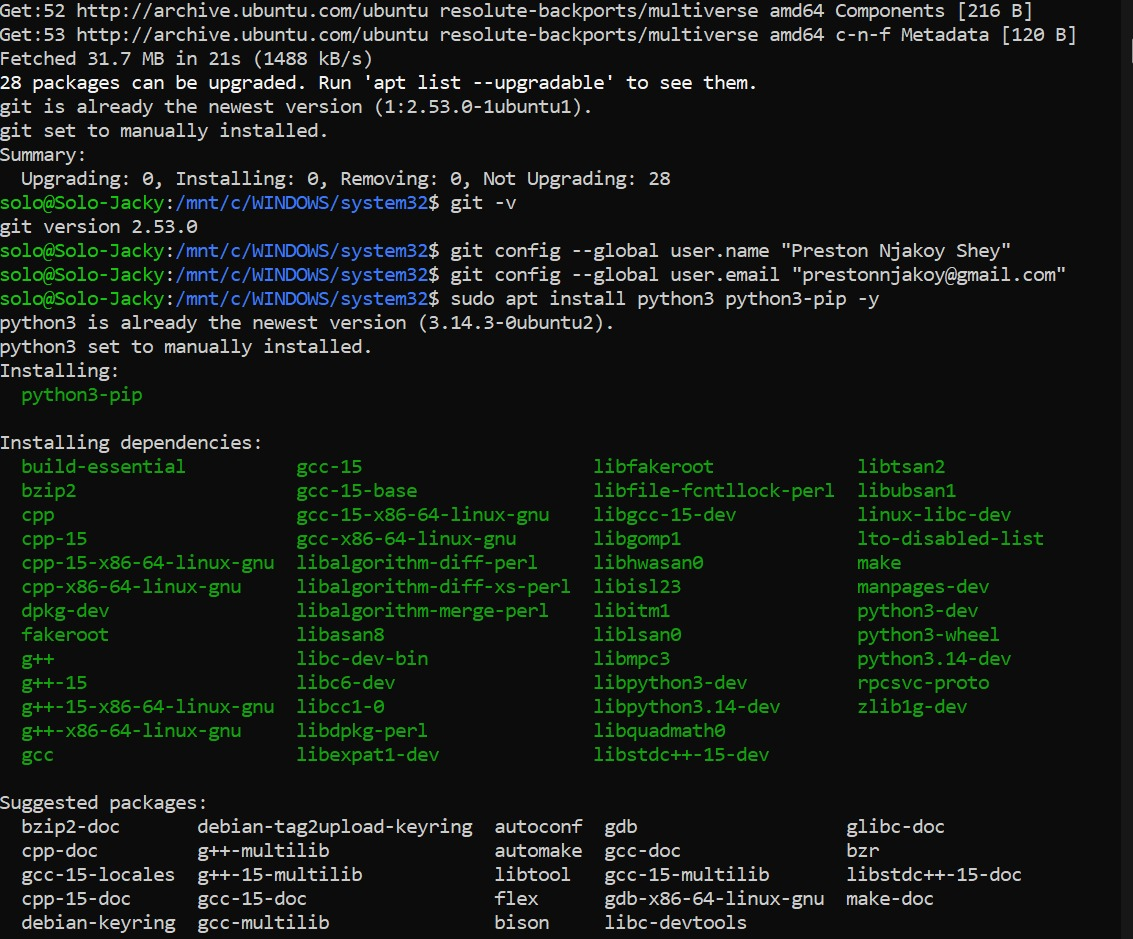 Get:52 http://archive.ubuntu.com/ubuntu resolute-backports/multiverse amd64 Components [216 B]
Get:53 http://archive.ubuntu.com/ubuntu resolute-backports/multiverse amd64 c-n-f Metadata [120 B]
Fetched 31.7 MB in 21s (1488 kB/s)
28 packages can be upgraded. Run 'apt list --upgradable' to see them.
git is already the newest version (1:2.53.0-1ubuntu1).
git set to manually installed.
Summary:
  Upgrading: 0, Installing: 0, Removing: 0, Not Upgrading: 28
solo@Solo-Jacky:/mnt/c/WINDOWS/system32$ git -v
git version 2.53.0
solo@Solo-Jacky:/mnt/c/WINDOWS/system32$ git config --global user.name "Preston Njakoy Shey"
solo@Solo-Jacky:/mnt/c/WINDOWS/system32$ git config --global user.email "prestonnjakoy@gmail.com"
solo@Solo-Jacky:/mnt/c/WINDOWS/system32$ sudo apt install python3 python3-pip -y
python3 is already the newest version (3.14.3-0ubuntu2).
python3 set to manually installed.
Installing:
  python3-pip

Installing dependencies:
  build-essential           gcc-15                      libfakeroot            libtsan2
  bzip2                     gcc-15-base                 libfile-fcntllock-perl libubsan1
  cpp                       gcc-15-x86-64-linux-gnu     libgcc-15-dev          linux-libc-dev
  cpp-15                    gcc-x86-64-linux-gnu        libgomp1               lto-disabled-list
  cpp-15-x86-64-linux-gnu   libalgorithm-diff-perl      libhwasan0             make
  cpp-x86-64-linux-gnu      libalgorithm-diff-xs-perl   libisl23               manpages-dev
  dpkg-dev                  libalgorithm-merge-perl     libitm1                python3-dev
  fakeroot                  libasan8                    liblsan0               python3-wheel
  g++                       libc-dev-bin                libmpc3                python3.14-dev
  g++-15                    libc6-dev                   libpython3-dev         rpcsvc-proto
  g++-15-x86-64-linux-gnu   libcc1-0                    libpython3.14-dev      zlib1g-dev
  g++-x86-64-linux-gnu      libdpkg-perl                libquadmath0
  gcc                       libexpat1-dev               libstdc++-15-dev

Suggested packages:
  bzip2-doc       debian-tag2upload-keyring  autoconf  gdb                   glibc-doc
  cpp-doc         g++-multilib               automake  gcc-doc               bzr
  gcc-15-locales  g++-15-multilib            libtool   gcc-15-multilib       libstdc++-15-doc
  cpp-15-doc      gcc-15-doc                 flex      gdb-x86-64-linux-gnu  make-doc
  debian-keyring  gcc-multilib               bison     libc-devtools